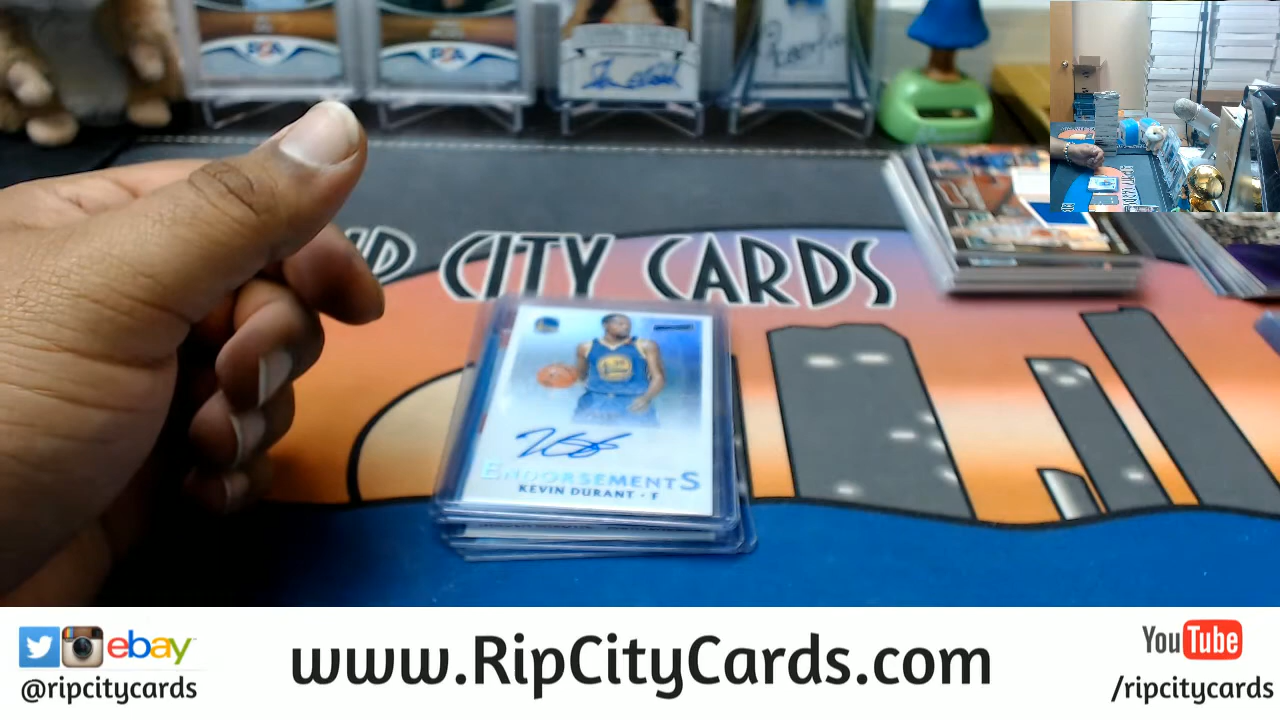 CITY CARDS
ENDORSEMENTS
KEVIN DURANT · F
ebay
@ripcitycards
www.RipCityCards.com
YouTube
/ripcitycards